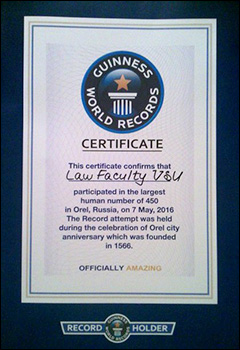 GUINNESS
WORLD RECORDS
CERTIFICATE
This certificate confirms that
Law Faculty VSU
participated in the largest
human number of 450
in Orel, Russia, on 7 May, 2016
The Record attempt was held
during the celebration of Orel city
anniversary which was founded
in 1566.
OFFICIALLY AMAZING
RECORD HOLDER